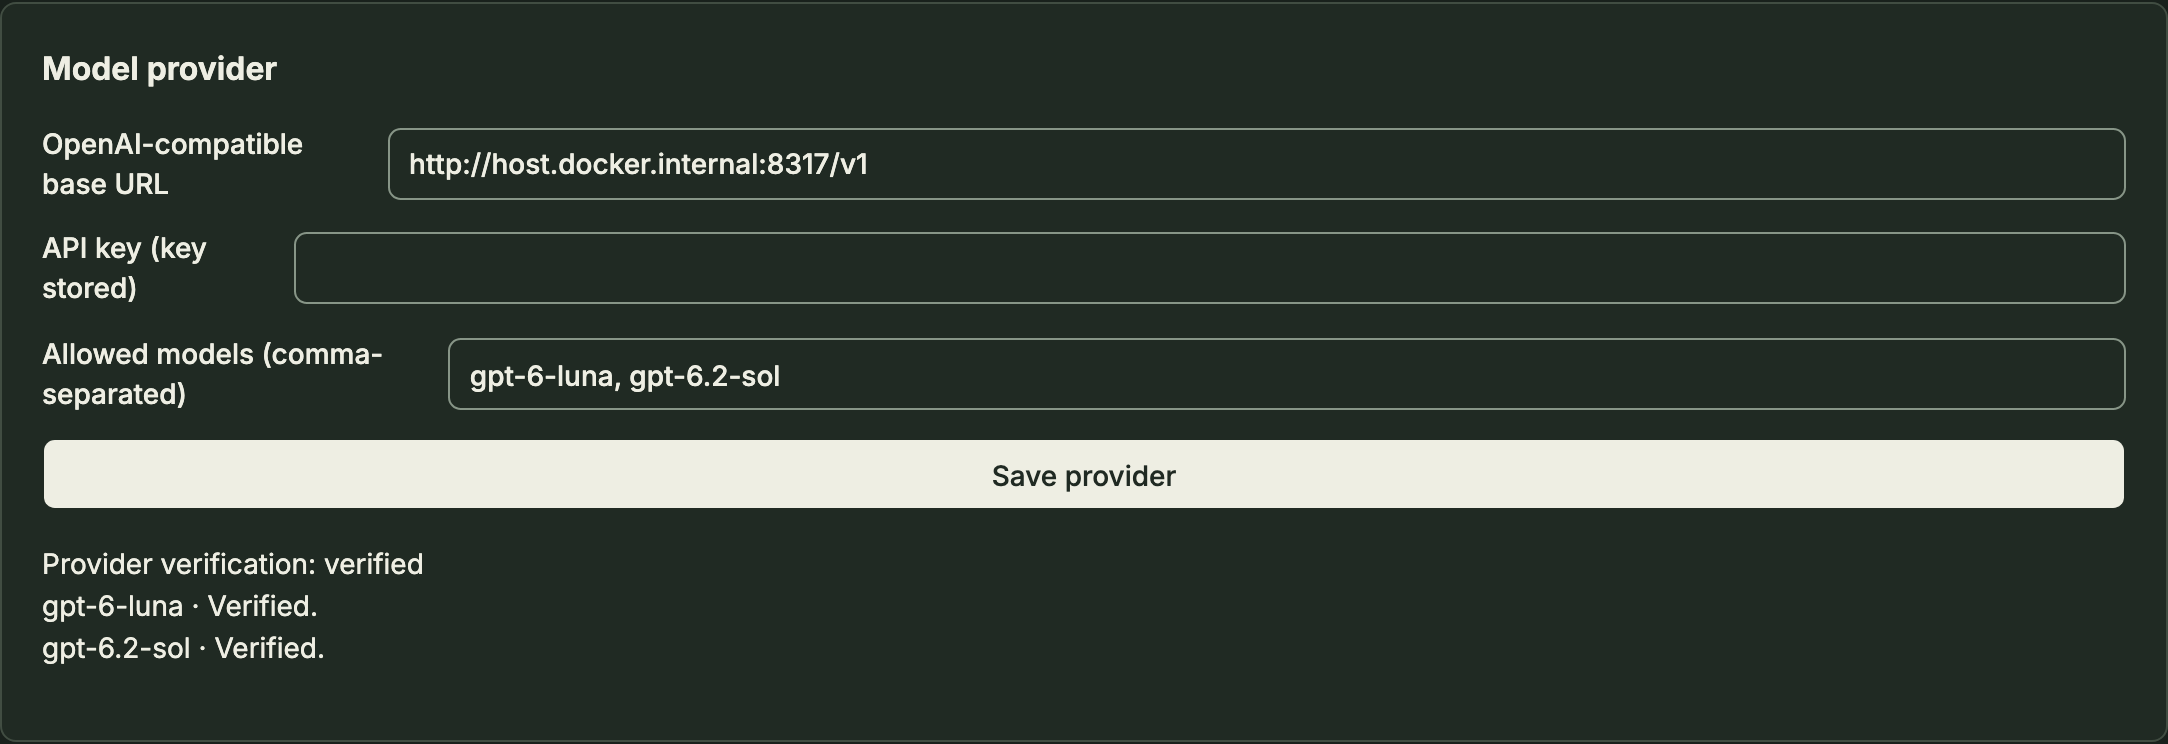 Model provider
OpenAI-compatible
base URL
http://host.docker.internal:8317/v1
API key (key
stored)
Allowed models (comma-
separated)
gpt-6-luna, gpt-6.2-sol
Save provider
Provider verification: verified
gpt-6-luna · Verified.
gpt-6.2-sol · Verified.